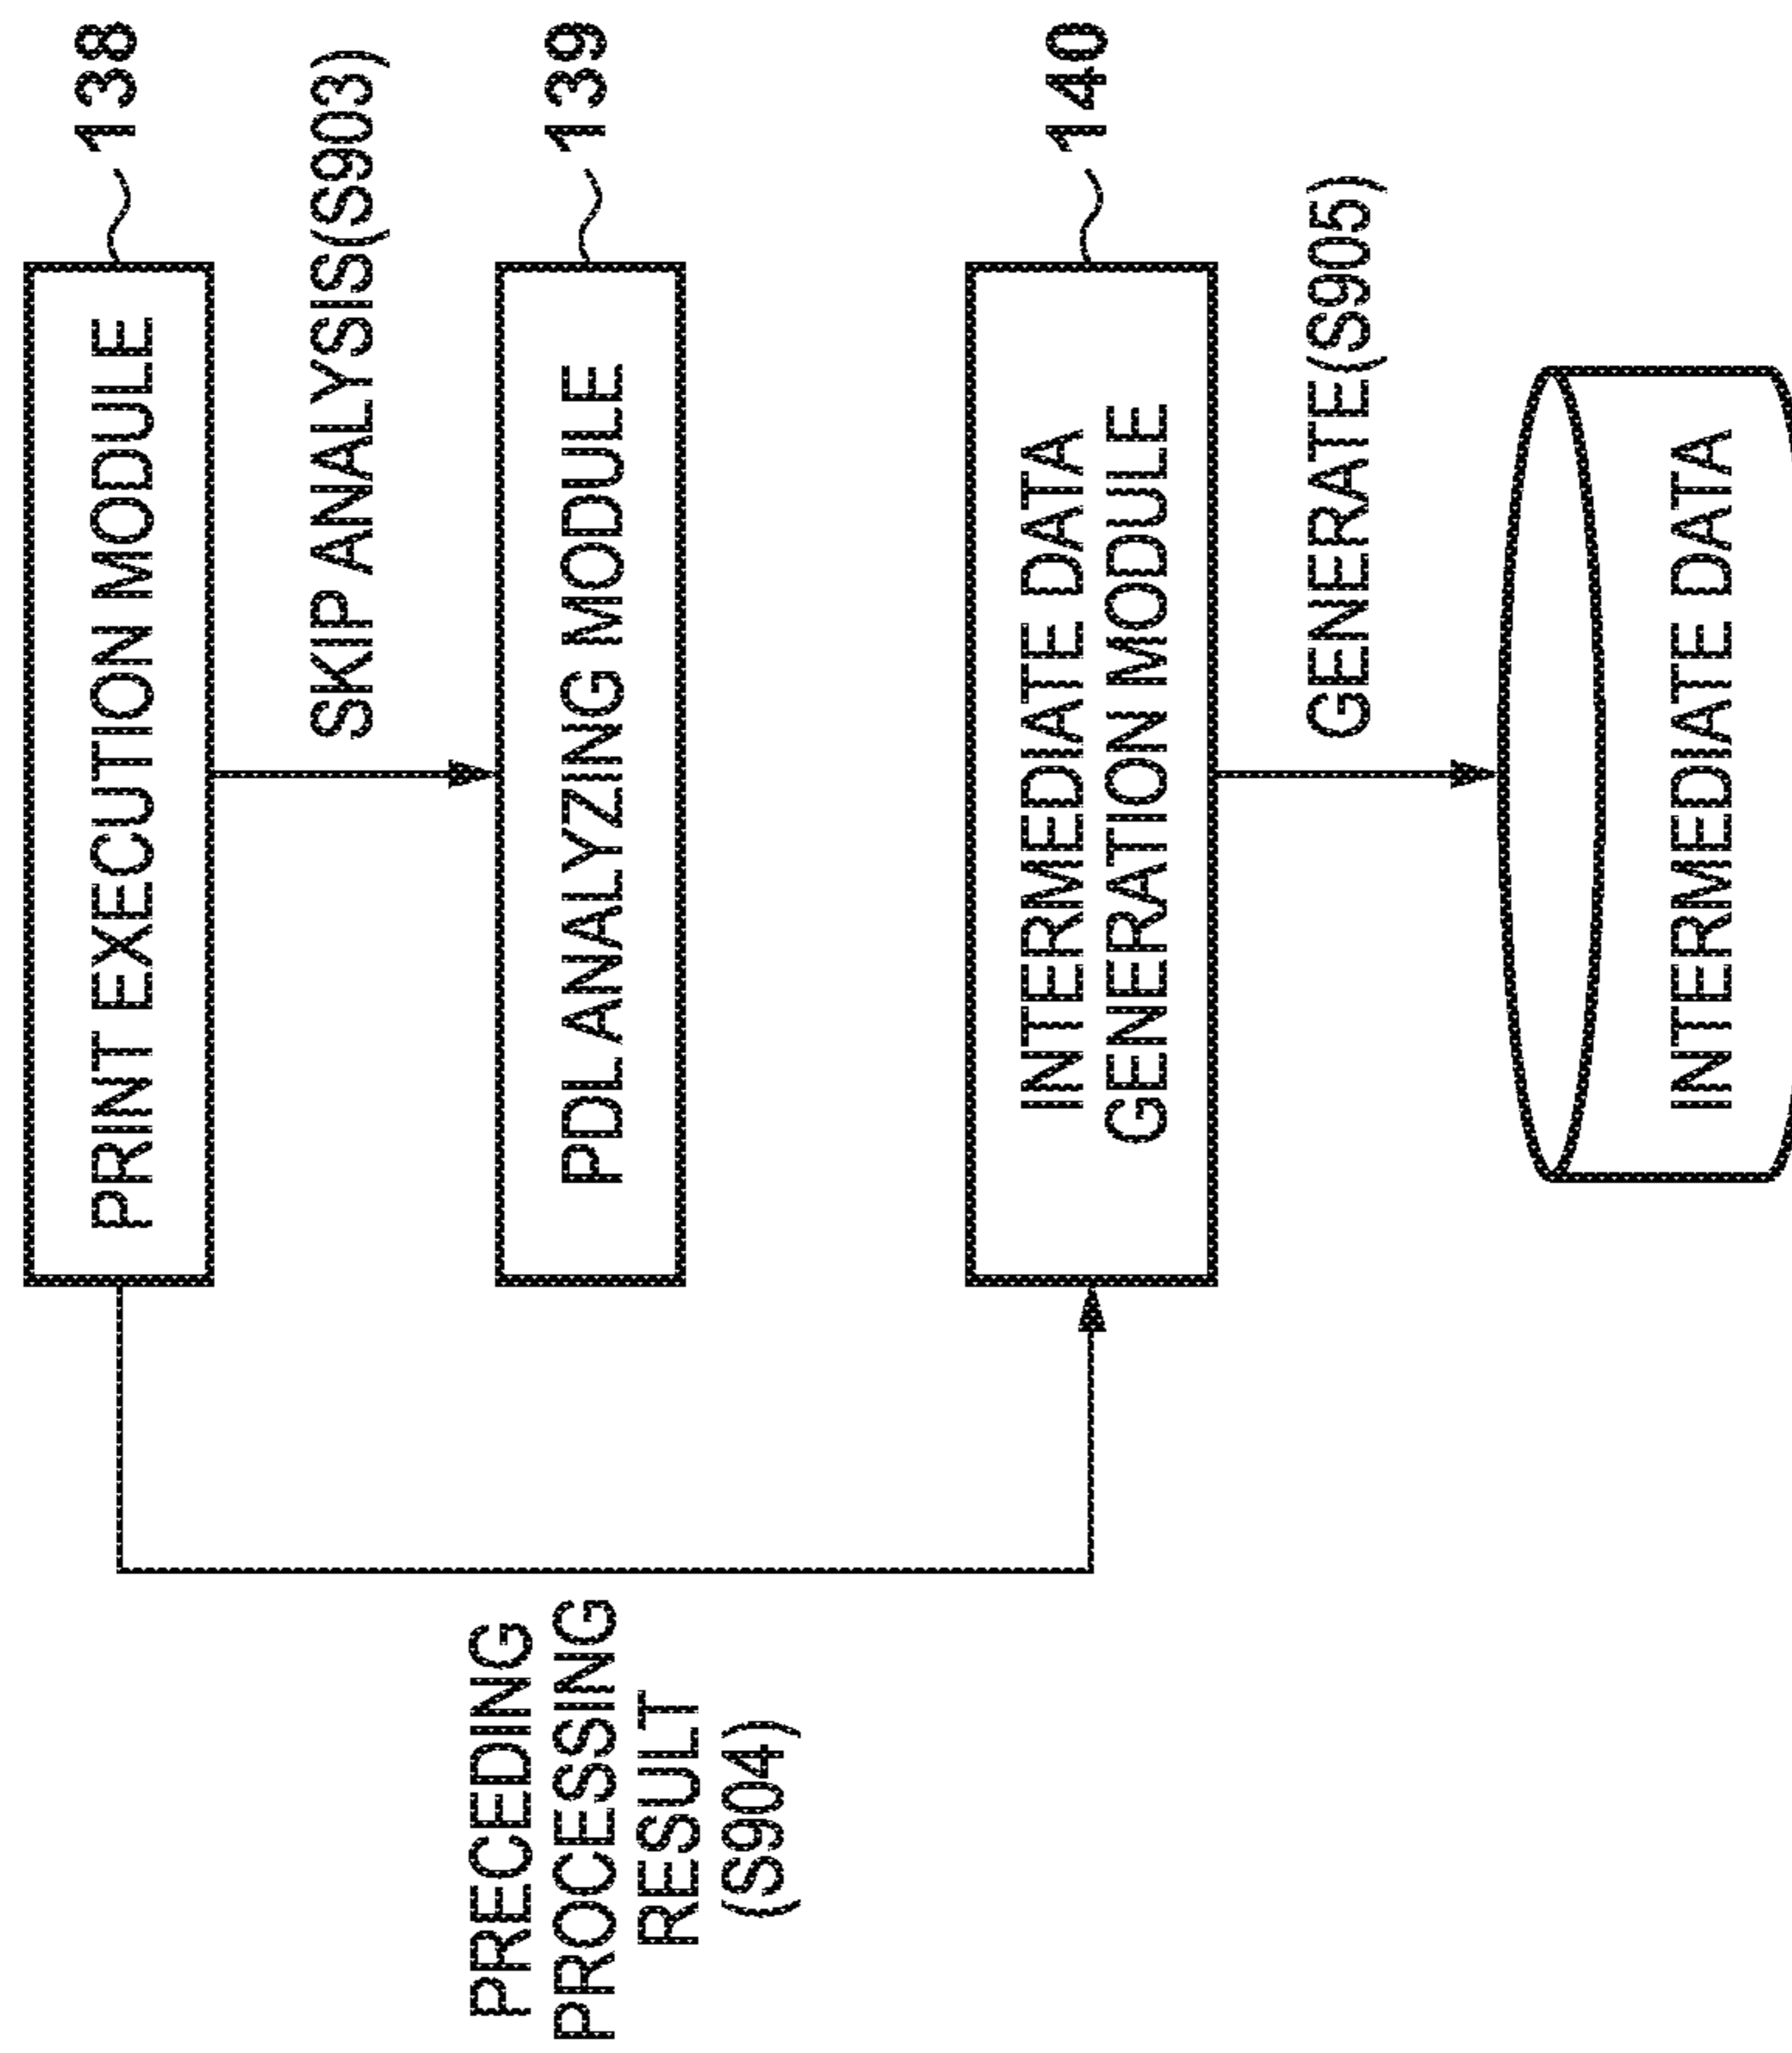 PRINT EXECUTION MODULE
138
SKIP ANALYSIS(S903)
PDL ANALYZING MODULE
139
PRECEDING
PROCESSING
RESULT
(S904)
INTERMEDIATE DATA
GENERATION MODULE
140
GENERATE(S905)
INTERMEDIATE DATA